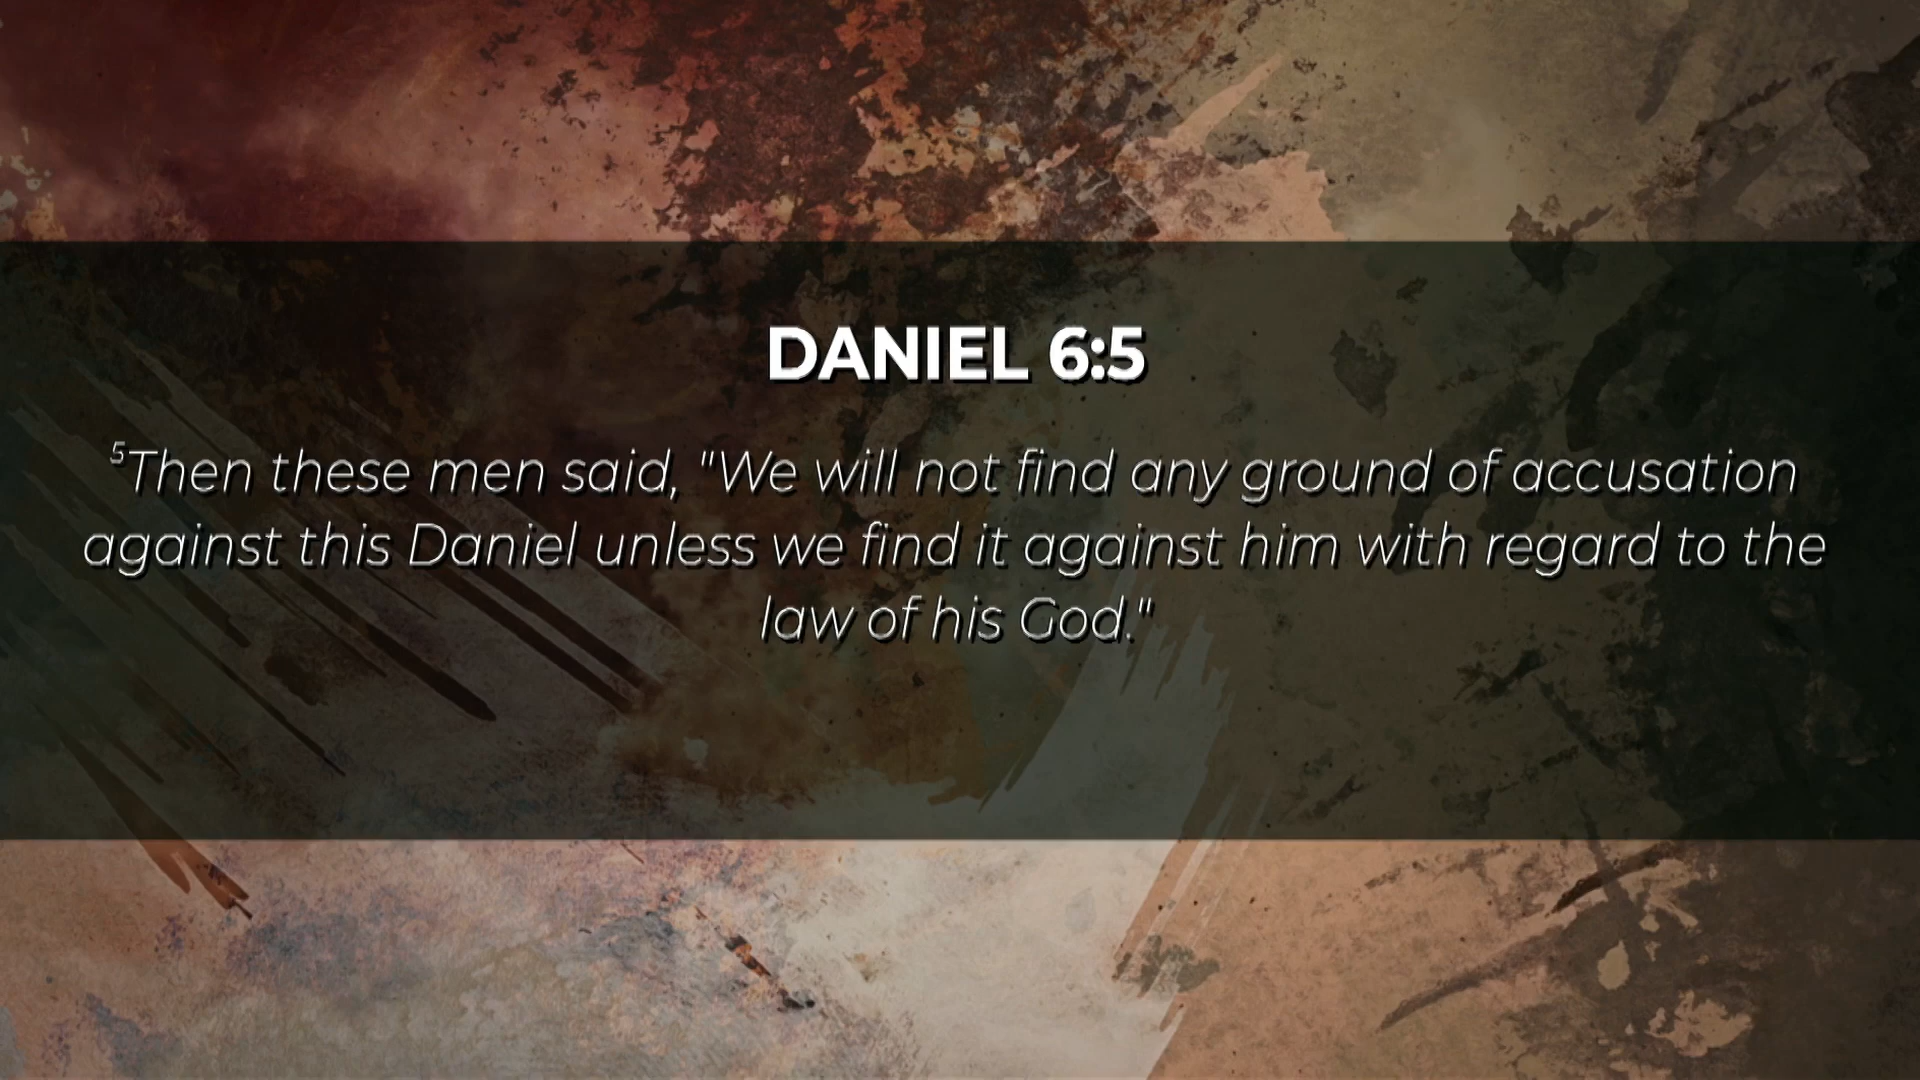 DANIEL 6:5
⁵Then these men said, "We will not find any ground of accusation
against this Daniel unless we find it against him with regard to the
law of his God."